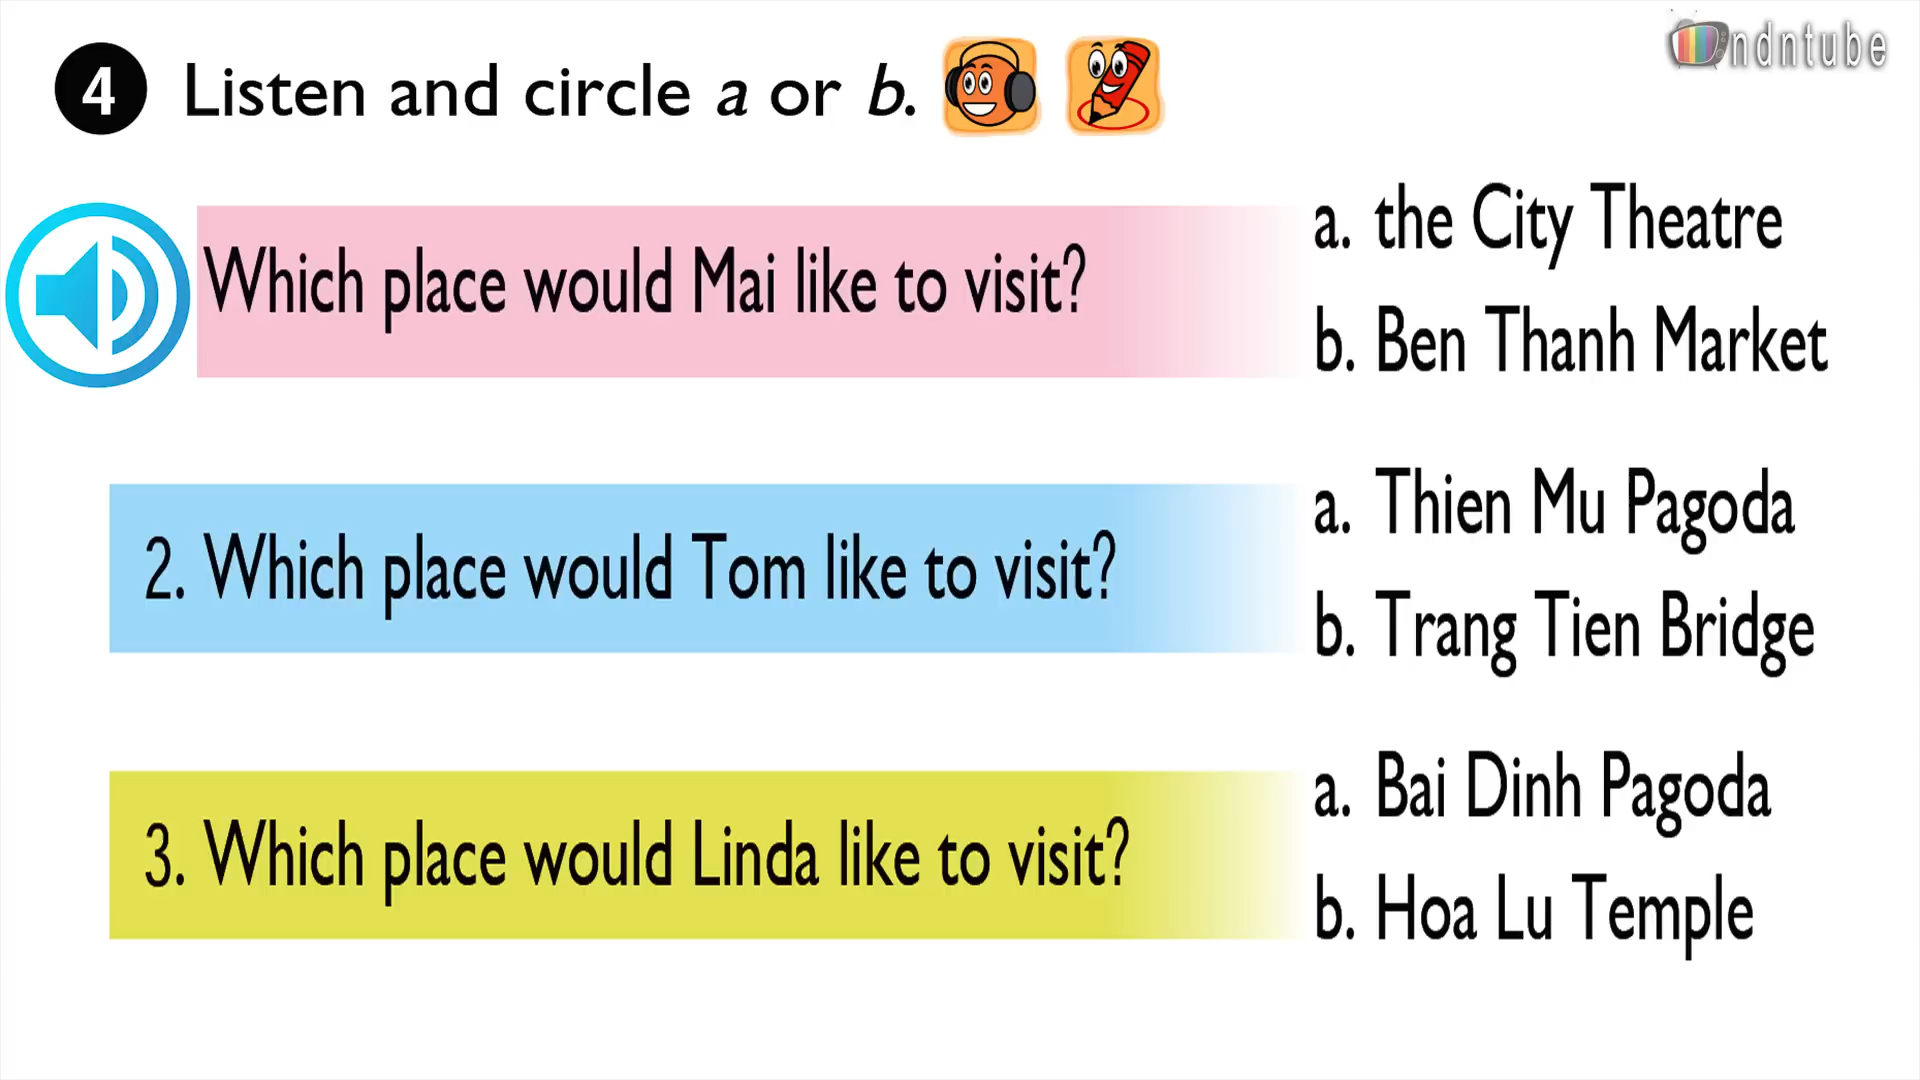 4 Listen and circle a or b.
ndntube
Which place would Mai like to visit?
a. the City Theatre
b. Ben Thanh Market
2. Which place would Tom like to visit?
a. Thien Mu Pagoda
b. Trang Tien Bridge
3. Which place would Linda like to visit?
a. Bai Dinh Pagoda
b. Hoa Lu Temple